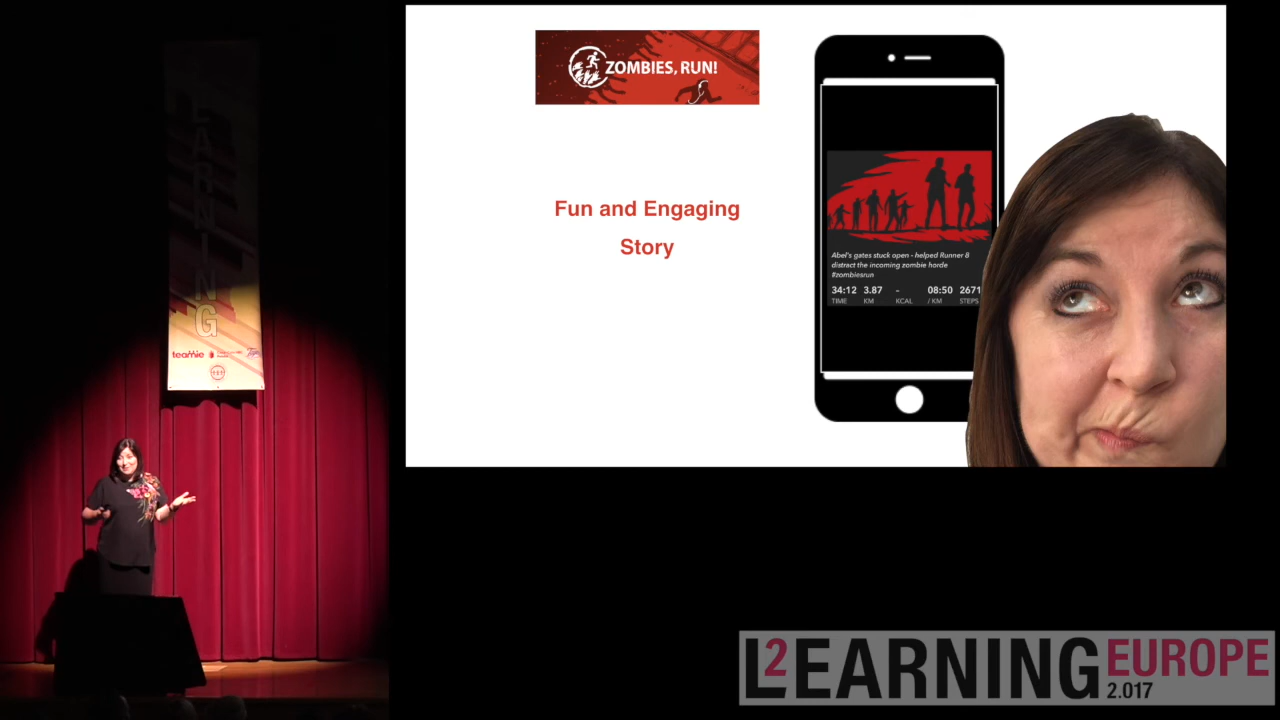 LEARNING
teamie
ZOMBIES, RUN!
Fun and Engaging
Story
Abel's gates stuck open - helped Runner 8
distract the incoming zombie horde
#zombiesrun
34:12 3.87 - 08:50 2671
TIME KM KCAL / KM STEPS
L2EARNING EUROPE
2.017